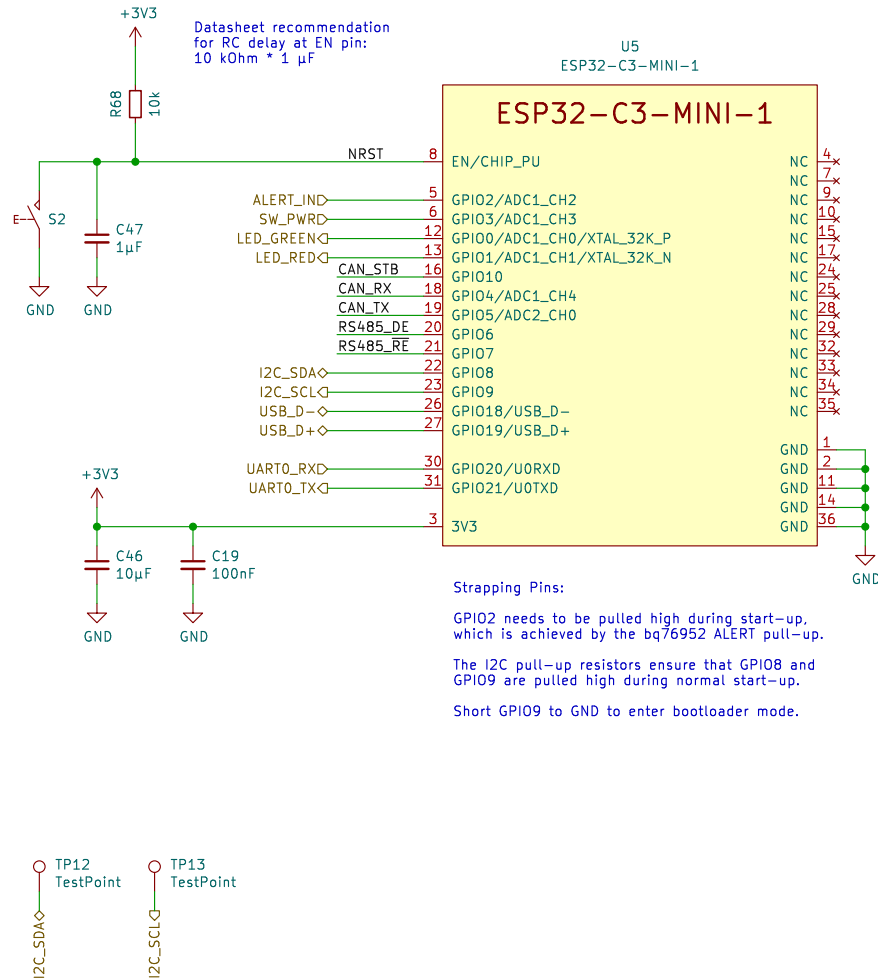 +3V3
Datasheet recommendation
for RC delay at EN pin:
10 kOhm * 1 µF
R68
10k
U5
ESP32-C3-MINI-1
ESP32-C3-MINI-1
NRST
8
EN/CHIP_PU
S2
C47
1µF
GND
GND
ALERT_IN
5
GPIO2/ADC1_CH2
SW_PWR
6
GPIO3/ADC1_CH3
LED_GREEN
12
GPIO0/ADC1_CH0/XTAL_32K_P
LED_RED
13
GPIO1/ADC1_CH1/XTAL_32K_N
CAN_STB
16
GPIO10
CAN_RX
18
GPIO4/ADC1_CH4
CAN_TX
19
GPIO5/ADC2_CH0
RS485_DE
20
GPIO6
RS485_R̅E̅
21
GPIO7
I2C_SDA
22
GPIO8
I2C_SCL
23
GPIO9
USB_D-
26
GPIO18/USB_D-
USB_D+
27
GPIO19/USB_D+
UART0_RX
30
GPIO20/U0RXD
UART0_TX
31
GPIO21/U0TXD
3
3V3
NC 4
NC 7
NC 9
NC 10
NC 15
NC 17
NC 24
NC 25
NC 28
NC 29
NC 32
NC 33
NC 34
NC 35
GND 1
GND 2
GND 11
GND 14
GND 36
GND
+3V3
C46
10µF
C19
100nF
GND
GND
Strapping Pins:
GPIO2 needs to be pulled high during start-up,
which is achieved by the bq76952 ALERT pull-up.
The I2C pull-up resistors ensure that GPIO8 and
GPIO9 are pulled high during normal start-up.
Short GPIO9 to GND to enter bootloader mode.
TP12
TestPoint
I2C_SDA
TP13
TestPoint
I2C_SCL